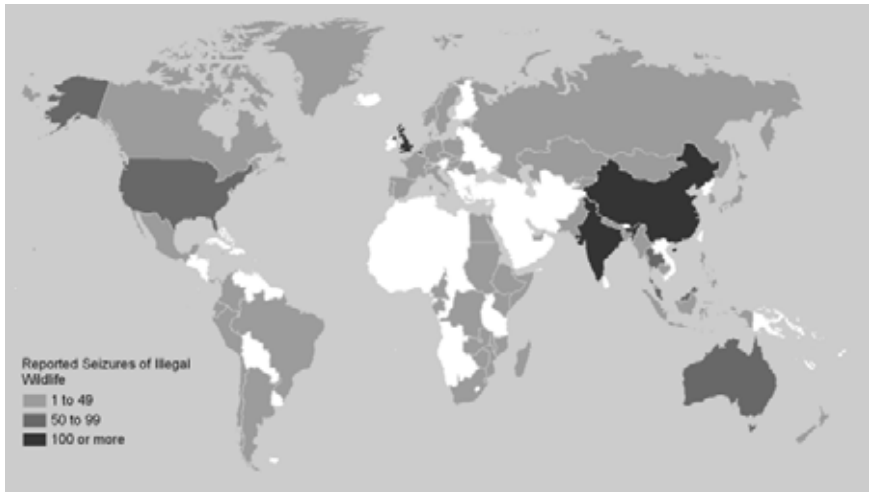 Reported Seizures of Illegal
Wildlife
1 to 49
50 to 99
100 or more